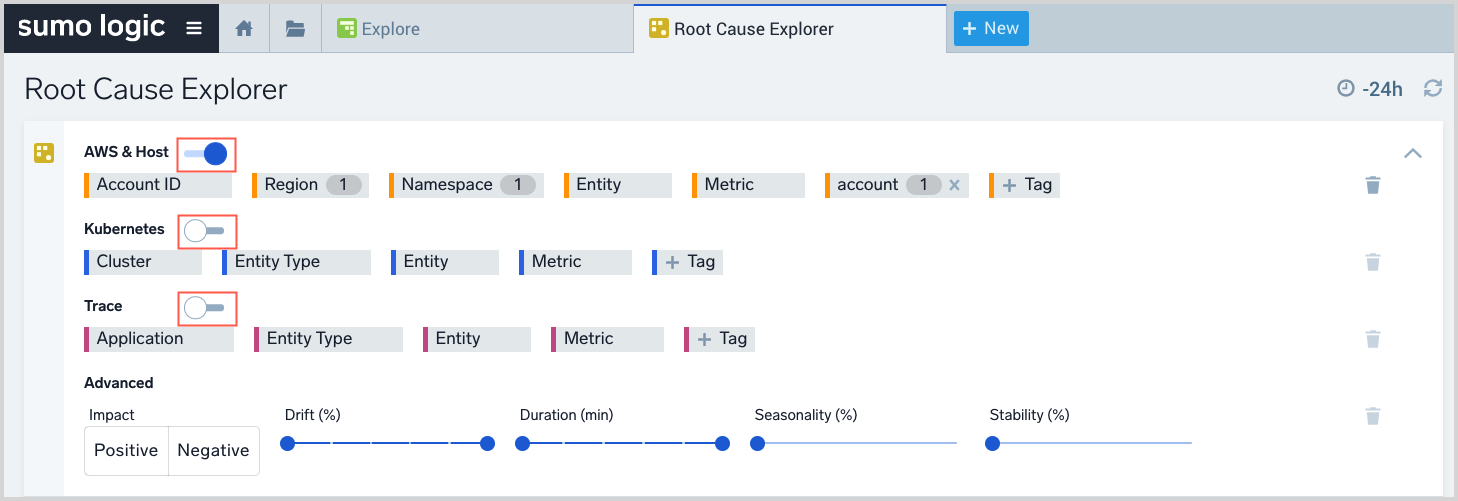 sumo logic Explore Root Cause Explorer + New
Root Cause Explorer -24h
AWS & Host
Account ID Region 1 Namespace 1 Entity Metric account 1 × + Tag
Kubernetes
Cluster Entity Type Entity Metric + Tag
Trace
Application Entity Type Entity Metric + Tag
Advanced
Impact Drift (%) Duration (min) Seasonality (%) Stability (%)
Positive Negative